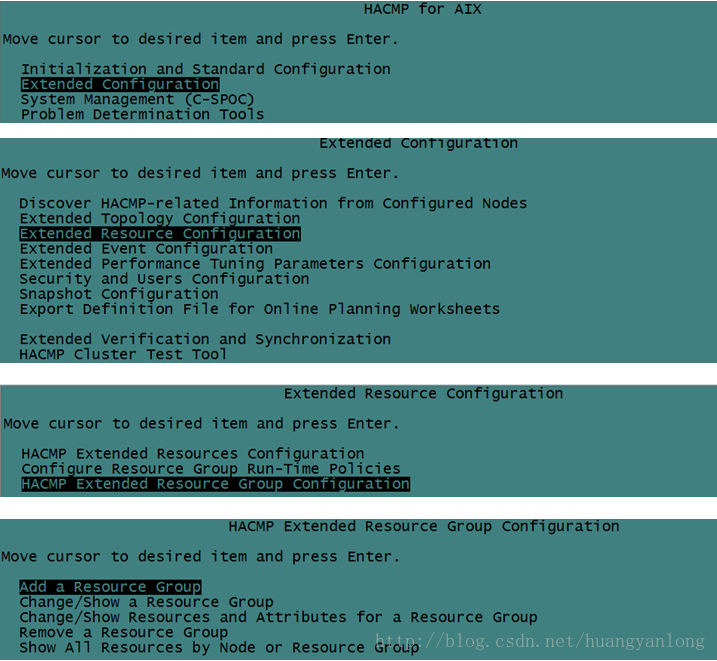 HACMP for AIX
Move cursor to desired item and press Enter.
Initialization and Standard Configuration
Extended Configuration
System Management (C-SPOC)
Problem Determination Tools
Extended Configuration
Move cursor to desired item and press Enter.
Discover HACMP-related Information from Configured Nodes
Extended Topology Configuration
Extended Resource Configuration
Extended Event Configuration
Extended Performance Tuning Parameters Configuration
Security and Users Configuration
Snapshot Configuration
Export Definition File for Online Planning Worksheets
Extended Verification and Synchronization
HACMP Cluster Test Tool
Extended Resource Configuration
Move cursor to desired item and press Enter.
HACMP Extended Resources Configuration
Configure Resource Group Run-Time Policies
HACMP Extended Resource Group Configuration
HACMP Extended Resource Group Configuration
Move cursor to desired item and press Enter.
Add a Resource Group
Change/Show a Resource Group
Change/Show Resources and Attributes for a Resource Group
Remove a Resource Group
Show All Resources by Node or Resource Group
http://blog.csdn.net/huangyanlong